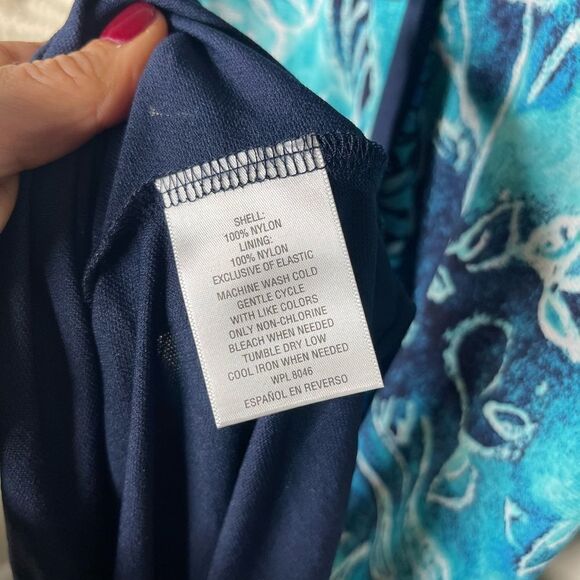 SHELL:
100% NYLON
LINING:
100% NYLON
EXCLUSIVE OF ELASTIC
MACHINE WASH COLD
GENTLE CYCLE
WITH LIKE COLORS
ONLY NON-CHLORINE
BLEACH WHEN NEEDED
TUMBLE DRY LOW
COOL IRON WHEN NEEDED
WPL 8046
ESPAÑOL EN REVERSO